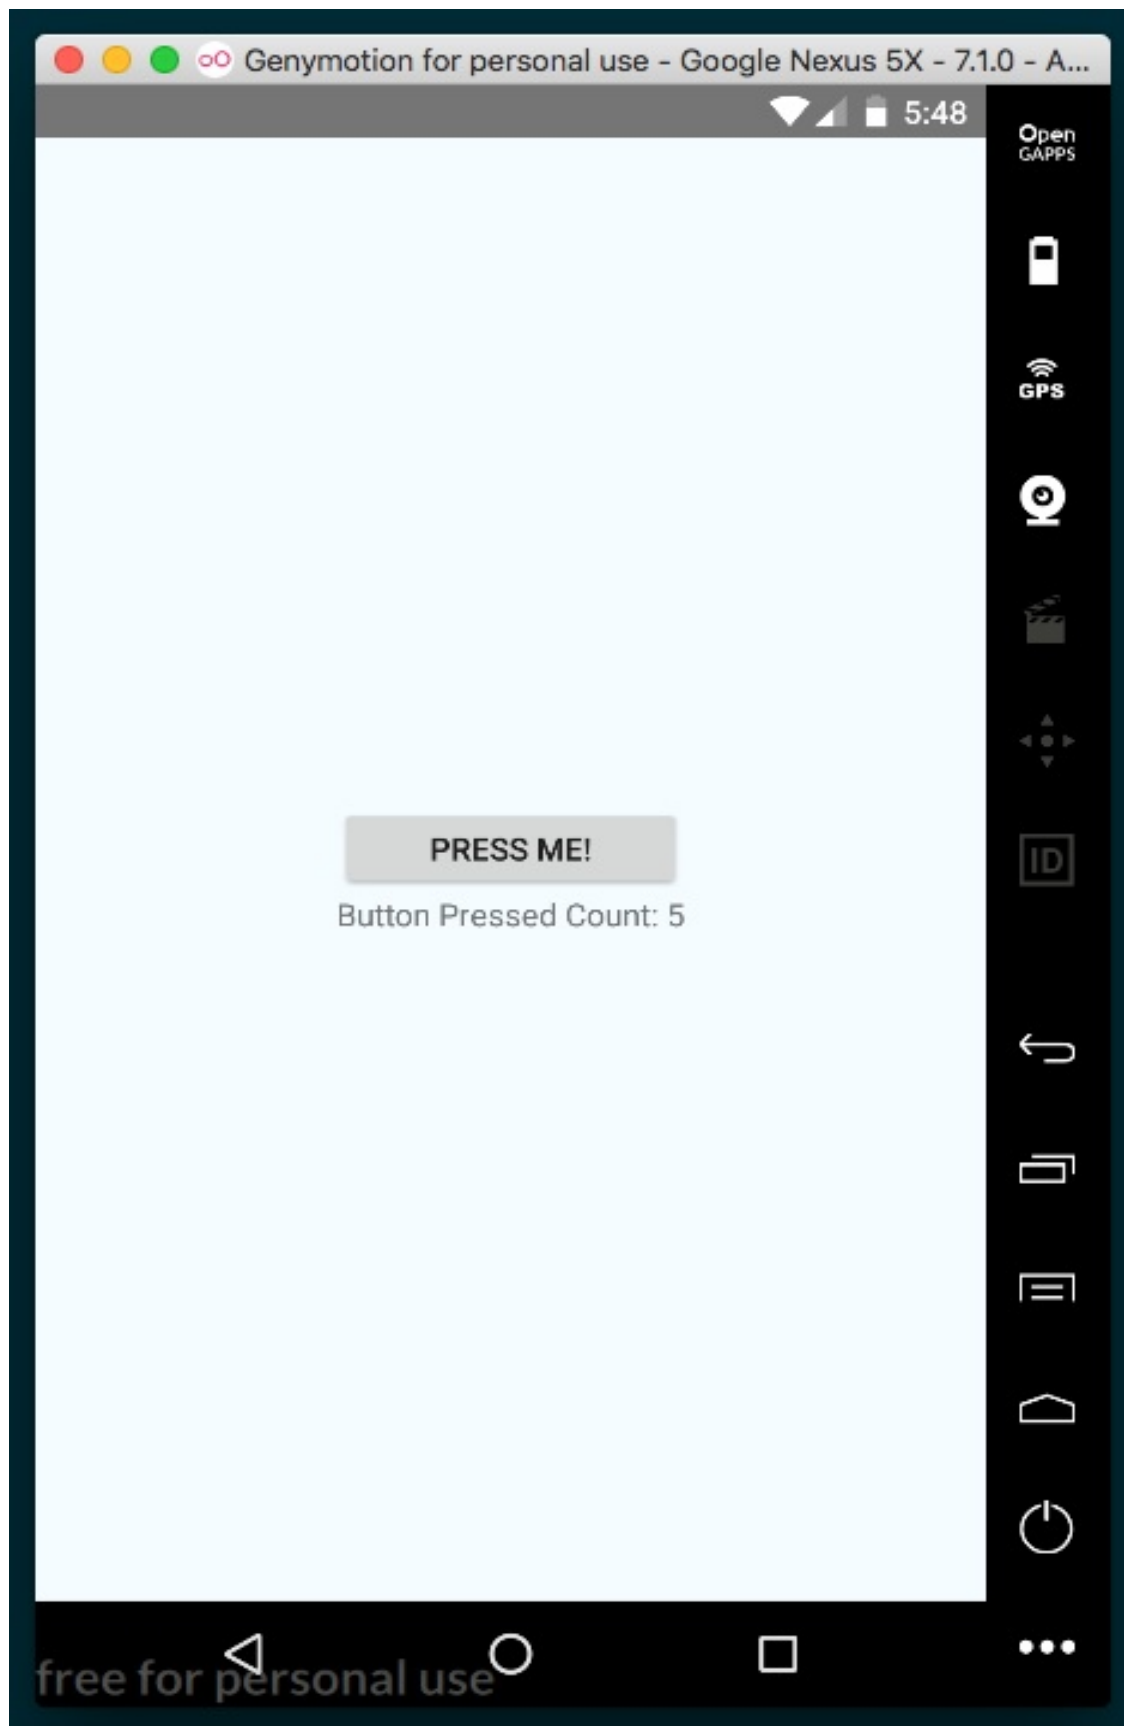 Genymotion for personal use - Google Nexus 5X - 7.1.0 - A...
5:48
Open
GAPPS
GPS
ID
PRESS ME!
Button Pressed Count: 5
free for personal use